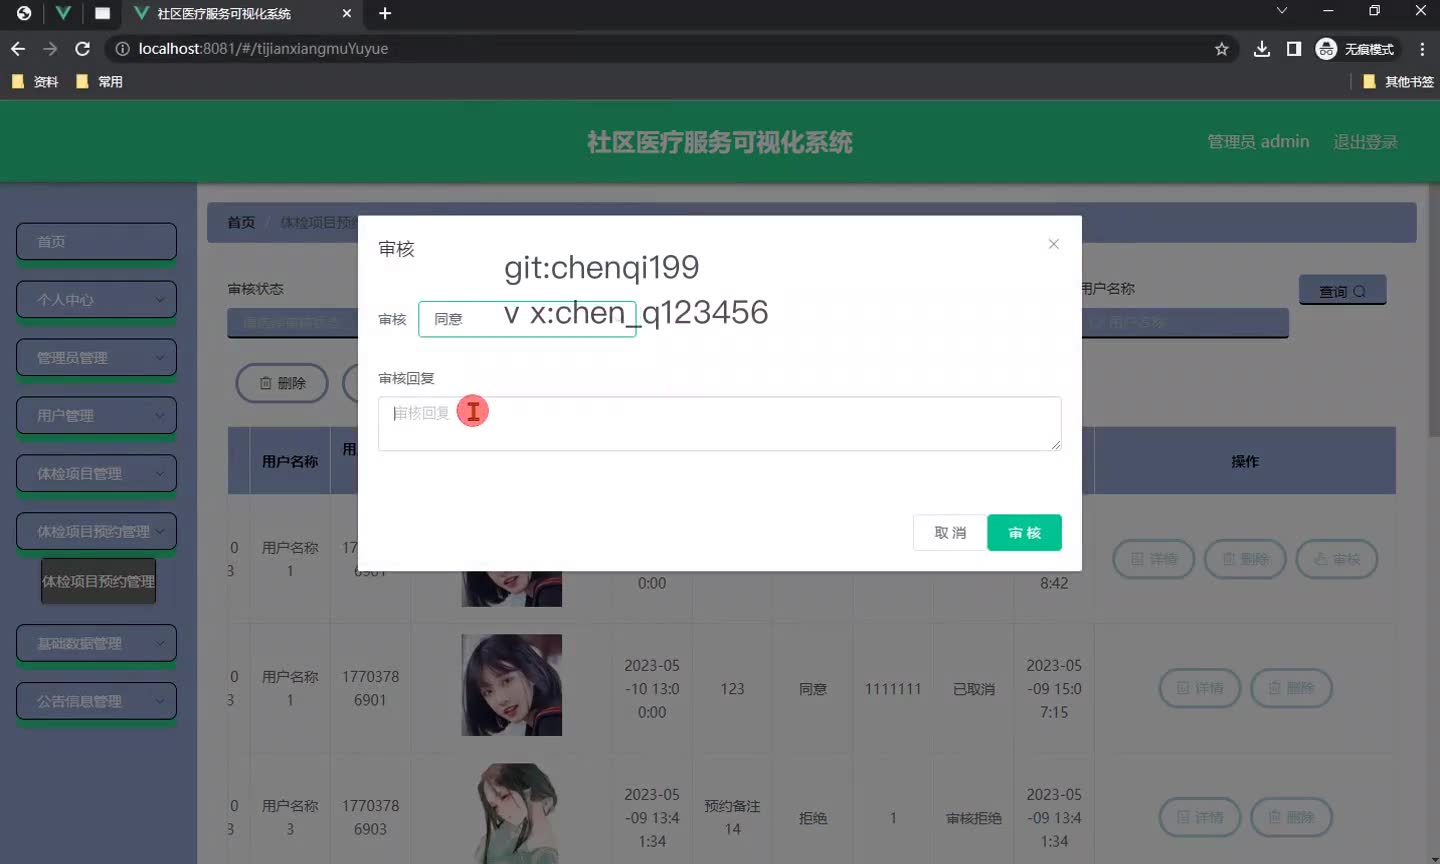 社区医疗服务可视化系统
localhost:8081/#/tijianxiangmuYuyue
无痕模式
资料
常用
其他书签
社区医疗服务可视化系统
管理员 admin
退出登录
首页
个人中心
管理员管理
用户管理
体检项目管理
体检项目预约管理
体检项目预约管理
基础数据管理
公告信息管理
首页 / 体检项目预
审核状态
请选择审核状态
用户名称
用户名称
查询
删除
审核
git:chenqi199
v x:chen_q123456
审核
同意
审核回复
审核回复
取消
审核
用户名称
用
操作
0
3
用户名称
1
17
6901
0:00
8:42
详情
删除
审核
0
3
用户名称
1
1770378
6901
2023-05
-10 13:0
0:00
123
同意
1111111
已取消
2023-05
-09 15:0
7:15
详情
删除
0
3
用户名称
3
1770378
6903
2023-05
-09 13:4
1:34
预约备注
14
拒绝
1
审核拒绝
2023-05
-09 13:4
1:34
详情
删除